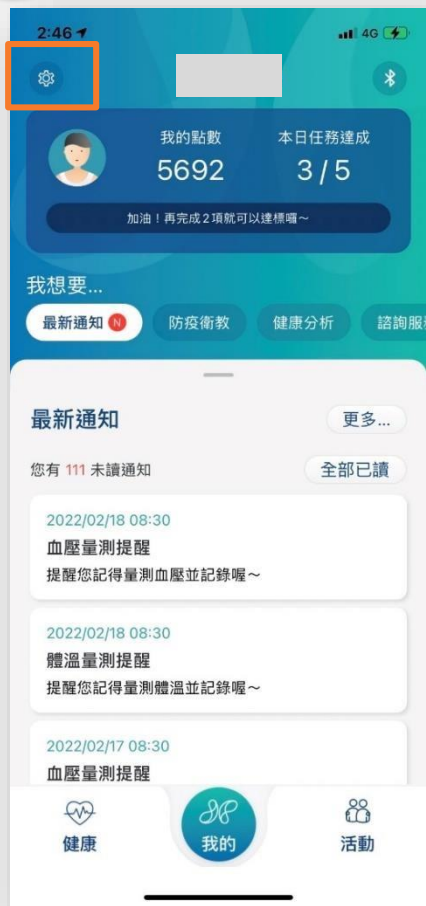 2:46
4G
我的點數
本日任務達成
5692
3 / 5
加油！再完成2項就可以達標囉～
我想要...
最新通知 N
防疫衛教
健康分析
諮詢服
最新通知
更多...
您有 111 未讀通知
全部已讀
2022/02/18 08:30
血壓量測提醒
提醒您記得量測血壓並記錄喔～
2022/02/18 08:30
體溫量測提醒
提醒您記得量測體溫並記錄喔～
2022/02/17 08:30
血壓量測提醒
健康
我的
活動